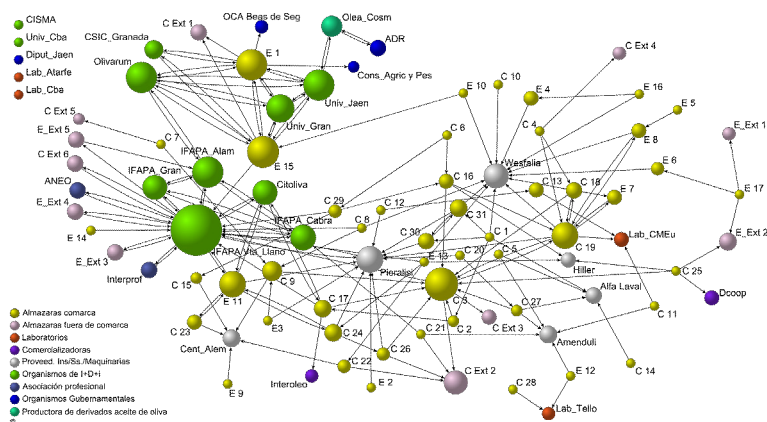 CISMA
Univ_Cba
Diput_Jaen
Lab_Atarfe
Lab_Cba
OCA Beas de Seg
Olea_Cosm
C Ext 1
CSIC_Granada
ADR
Olivarum
E 1
Cons_Agric y Pes
C Ext 4
Univ_Jaen
E 10
C 10
E 4
E 16
C Ext 5
Univ_Gran
E 5
E_Ext 5
C 7
C 6
C 4
E 8
E_Ext 1
C Ext 6
IFAPA_Alam
E 15
Westfalia
IFAPA_Gran
E 6
ANEO
Citoliva
C 16
C 13
C 18
E 7
E 17
E_Ext 4
C 29
C 12
C 31
IFAPA_Cabra
C 8
C 30
C 1
Lab_CMEu
E 14
C 19
E_Ext 2
E_Ext 3
IFAPA_Vta_Llano
E 13
C 20
C 5
Hiller
Interprof
Pieralisi
C 25
C 15
E 11
C 9
Alfa Laval
Dcoop
C 17
C 3
C 27
C 11
C 23
E3
C 24
C 21
C 2
C Ext 3
Amenduli
Cent_Alem
C 22
C 26
C 14
Interoleo
C Ext 2
E 12
E 9
E 2
C 28
Lab_Tello
Almazaras comarca
Almazaras fuera de comarca
Laboratorios
Comercializadoras
Proveed. Ins/Ss./Maquinarias
Organismos de I+D+i
Asociación profesional
Organismos Gubernamentales
Productora de derivados aceite de oliva